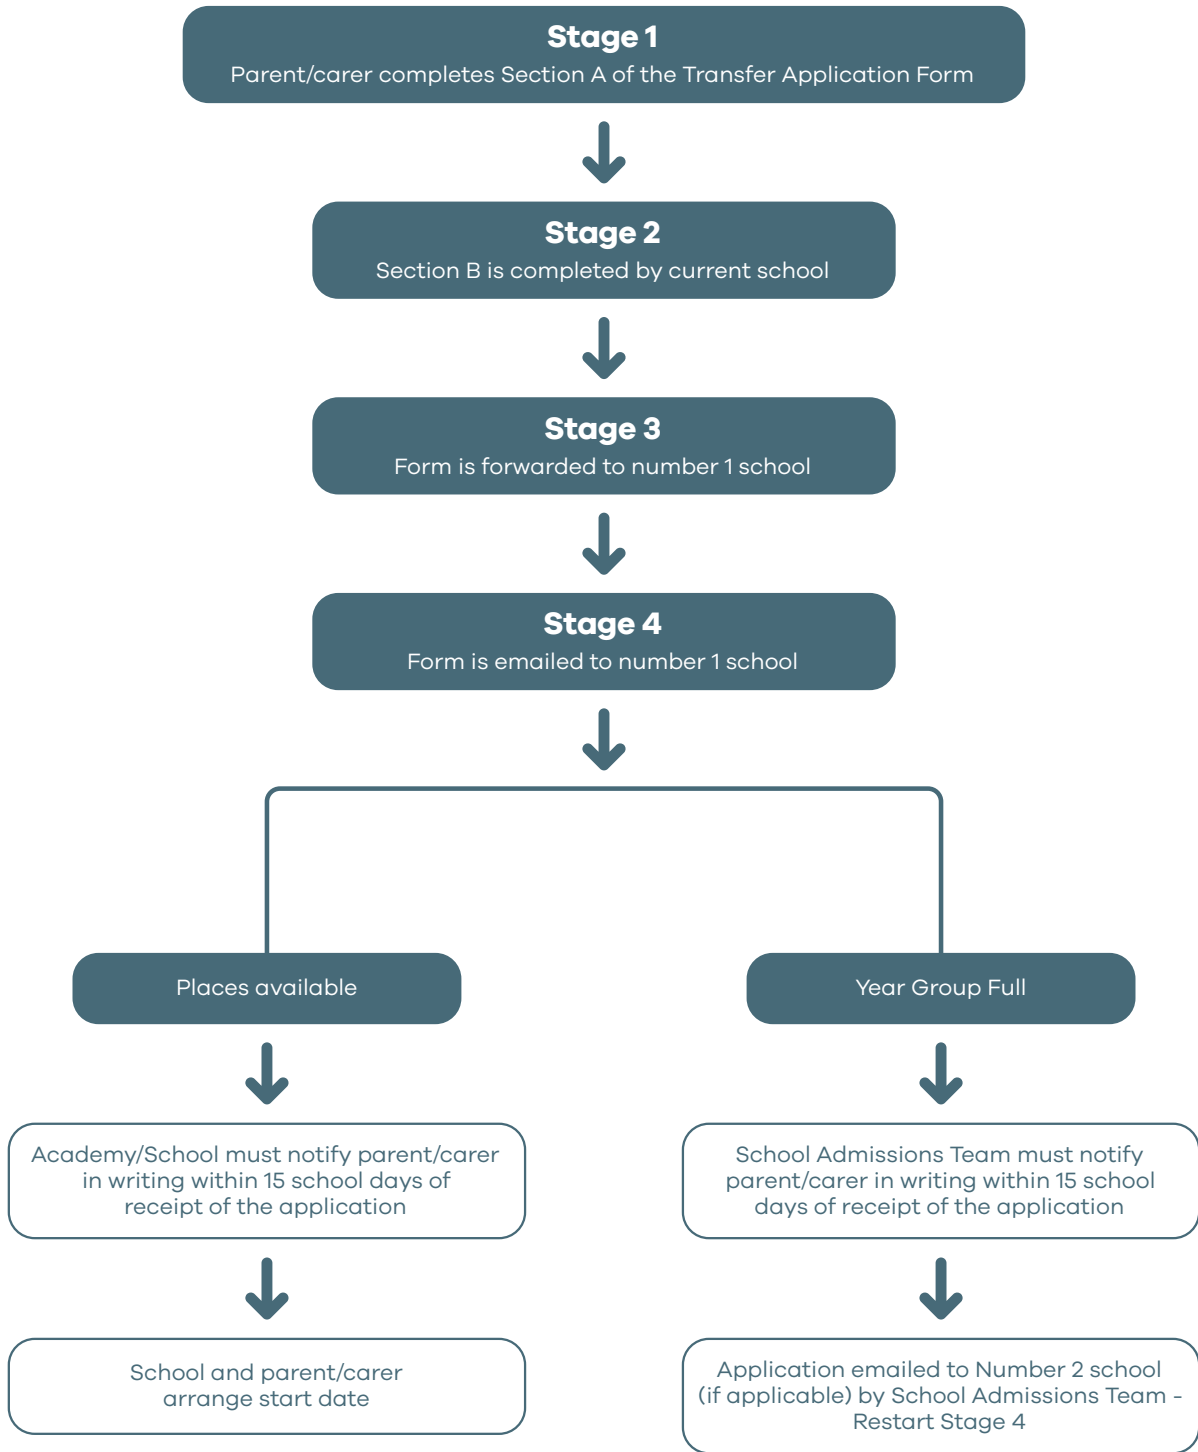 Stage 1
Parent/carer completes Section A of the Transfer Application Form
Stage 2
Section B is completed by current school
Stage 3
Form is forwarded to number 1 school
Stage 4
Form is emailed to number 1 school
Places available
Year Group Full
Academy/School must notify parent/carer
in writing within 15 school days of
receipt of the application
School Admissions Team must notify
parent/carer in writing within 15 school
days of receipt of the application
School and parent/carer
arrange start date
Application emailed to Number 2 school
(if applicable) by School Admissions Team -
Restart Stage 4